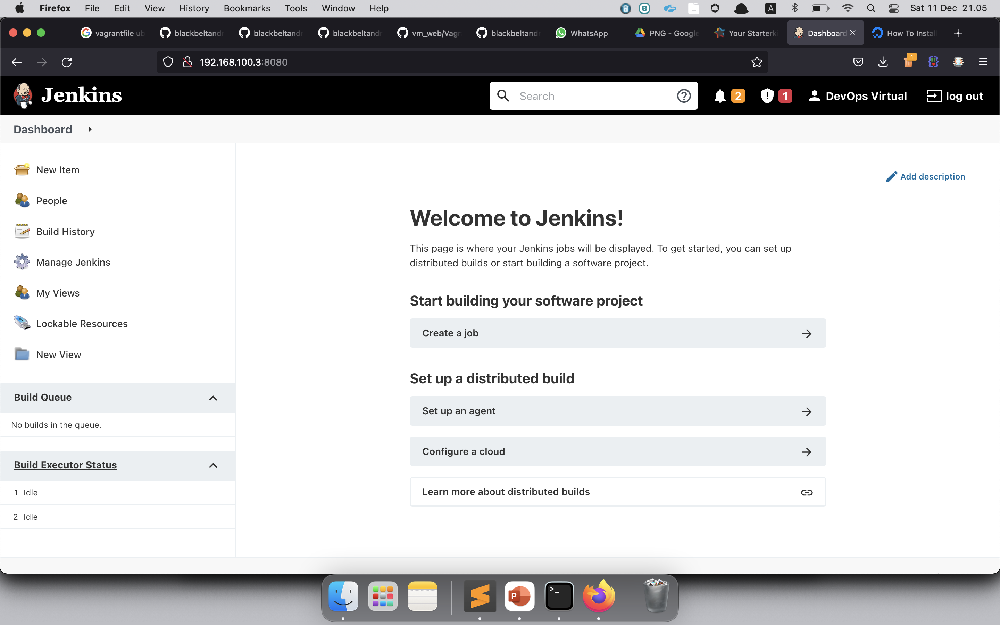 Firefox File Edit View History Bookmarks Tools Window Help A Sat 11 Dec 21.05
vagrantfile ub blackbeltandr blackbeltandr blackbeltandr vm_web/Vagr blackbeltandr WhatsApp PNG - Google Your Starterki Dashboard How To Instal
192.168.100.3:8080 1
Jenkins Search 2 1 DevOps Virtual log out
Dashboard
New Item
People
Build History
Manage Jenkins
My Views
Lockable Resources
New View
Build Queue
No builds in the queue.
Build Executor Status
1 Idle
2 Idle
Add description
Welcome to Jenkins!
This page is where your Jenkins jobs will be displayed. To get started, you can set up
distributed builds or start building a software project.
Start building your software project
Create a job
Set up a distributed build
Set up an agent
Configure a cloud
Learn more about distributed builds
P >_